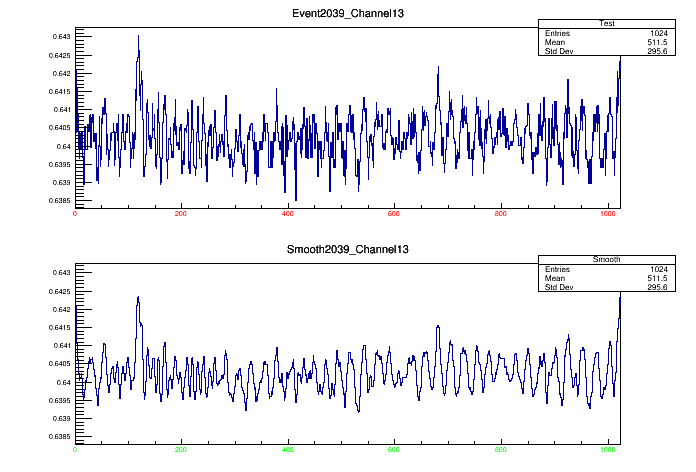 Event2039_Channel13
Test
Entries 1024
Mean 511.5
Std Dev 295.6
0.643
0.6425
0.642
0.6415
0.641
0.6405
0.64
0.6395
0.639
0.6385
0 200 400 600 800 1000
Smooth2039_Channel13
Smooth
Entries 1024
Mean 511.5
Std Dev 295.6
0.643
0.6425
0.642
0.6415
0.641
0.6405
0.64
0.6395
0.639
0.6385
0 200 400 600 800 1000